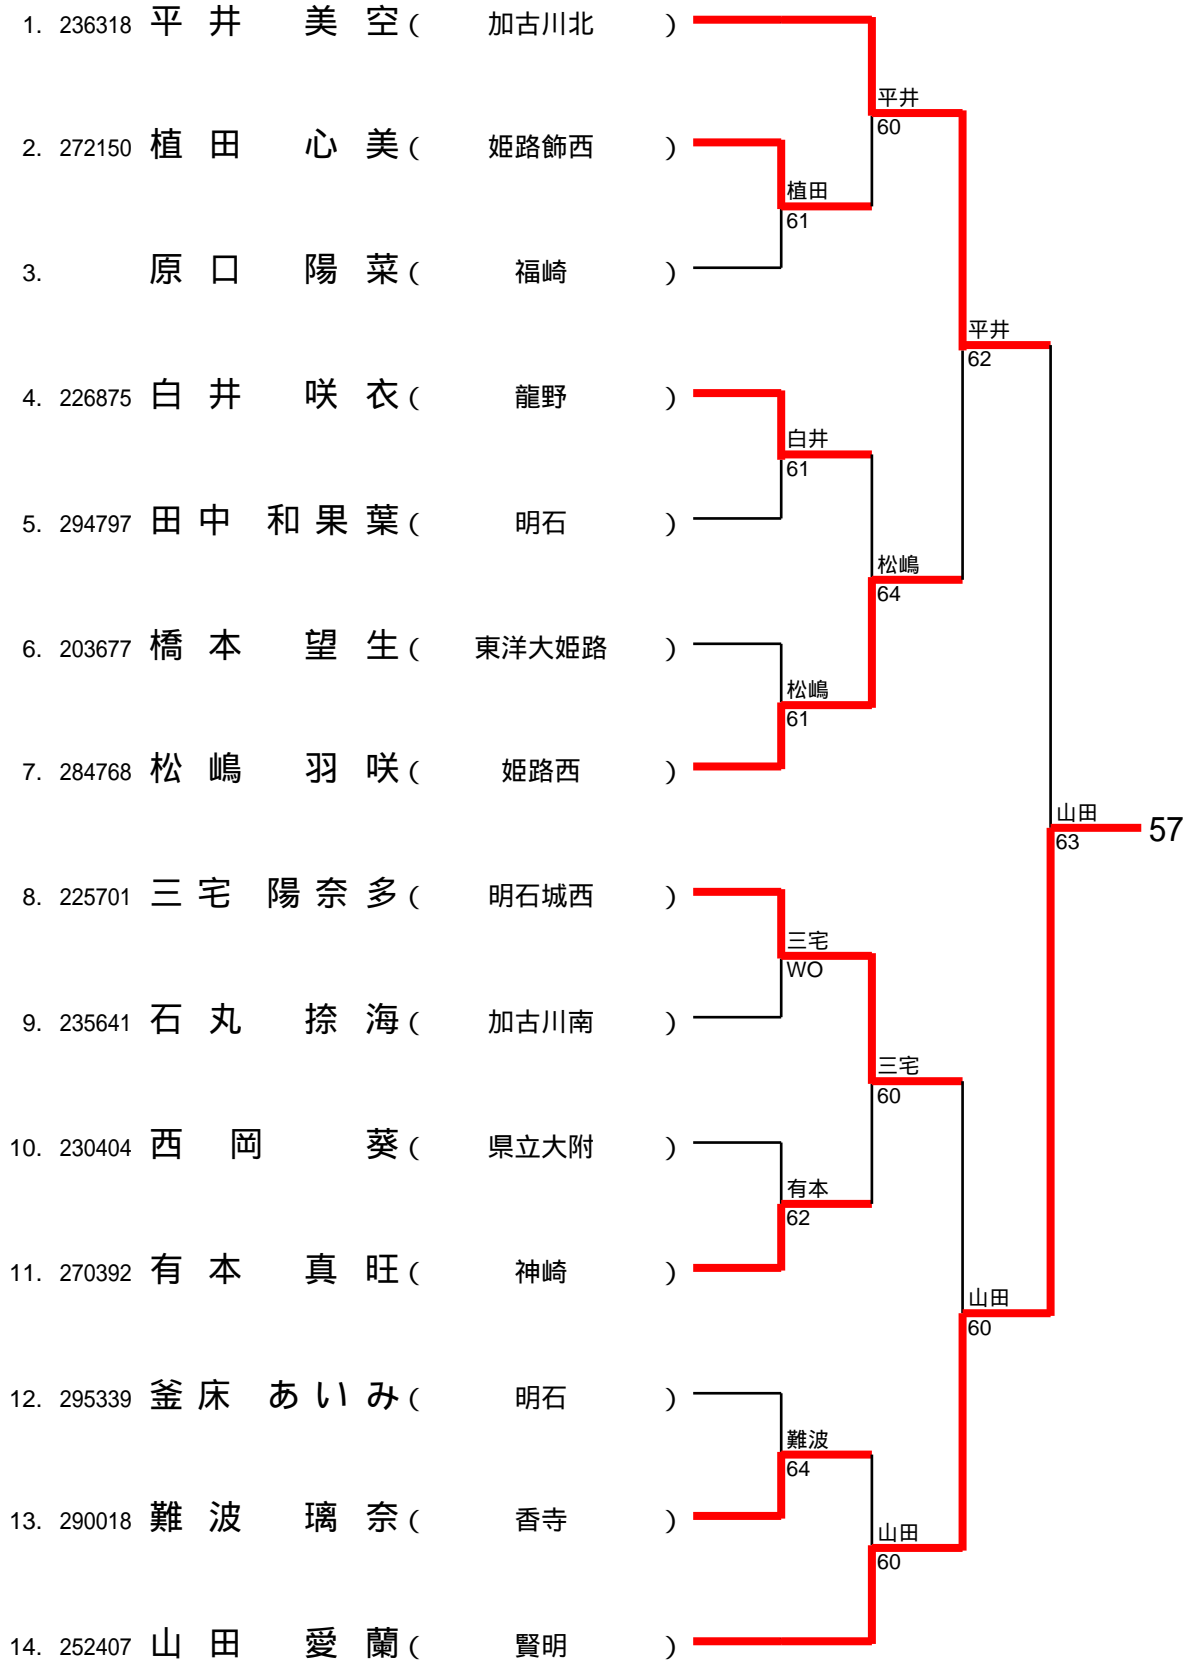 1. 236318 平井 美空 ( 加古川北 )
平井
60
2. 272150 植田 心美 ( 姫路飾西 )
植田
61
3. 原口 陽菜 ( 福崎 )
平井
62
4. 226875 白井 咲衣 ( 龍野 )
白井
61
5. 294797 田中 和果葉 ( 明石 )
松嶋
64
6. 203677 橋本 望生 ( 東洋大姫路 )
松嶋
61
7. 284768 松嶋 羽咲 ( 姫路西 )
山田
63
57
8. 225701 三宅 陽奈多 ( 明石城西 )
三宅
WO
9. 235641 石丸 捺海 ( 加古川南 )
三宅
60
10. 230404 西岡 葵 ( 県立大附 )
有本
62
11. 270392 有本 真旺 ( 神崎 )
山田
60
12. 295339 釜床 あいみ ( 明石 )
難波
64
13. 290018 難波 璃奈 ( 香寺 )
山田
60
14. 252407 山田 愛蘭 ( 賢明 )